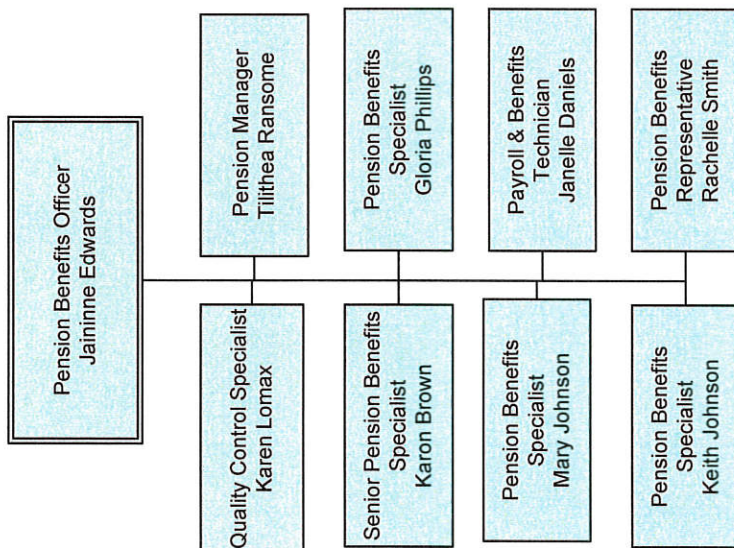 Pension Benefits Officer
Jaininne Edwards
Quality Control Specialist
Karen Lomax
Pension Manager
Tilithea Ransome
Senior Pension Benefits
Specialist
Karon Brown
Pension Benefits
Specialist
Gloria Phillips
Pension Benefits
Specialist
Mary Johnson
Payroll & Benefits
Technician
Janelle Daniels
Pension Benefits
Specialist
Keith Johnson
Pension Benefits
Representative
Rachelle Smith